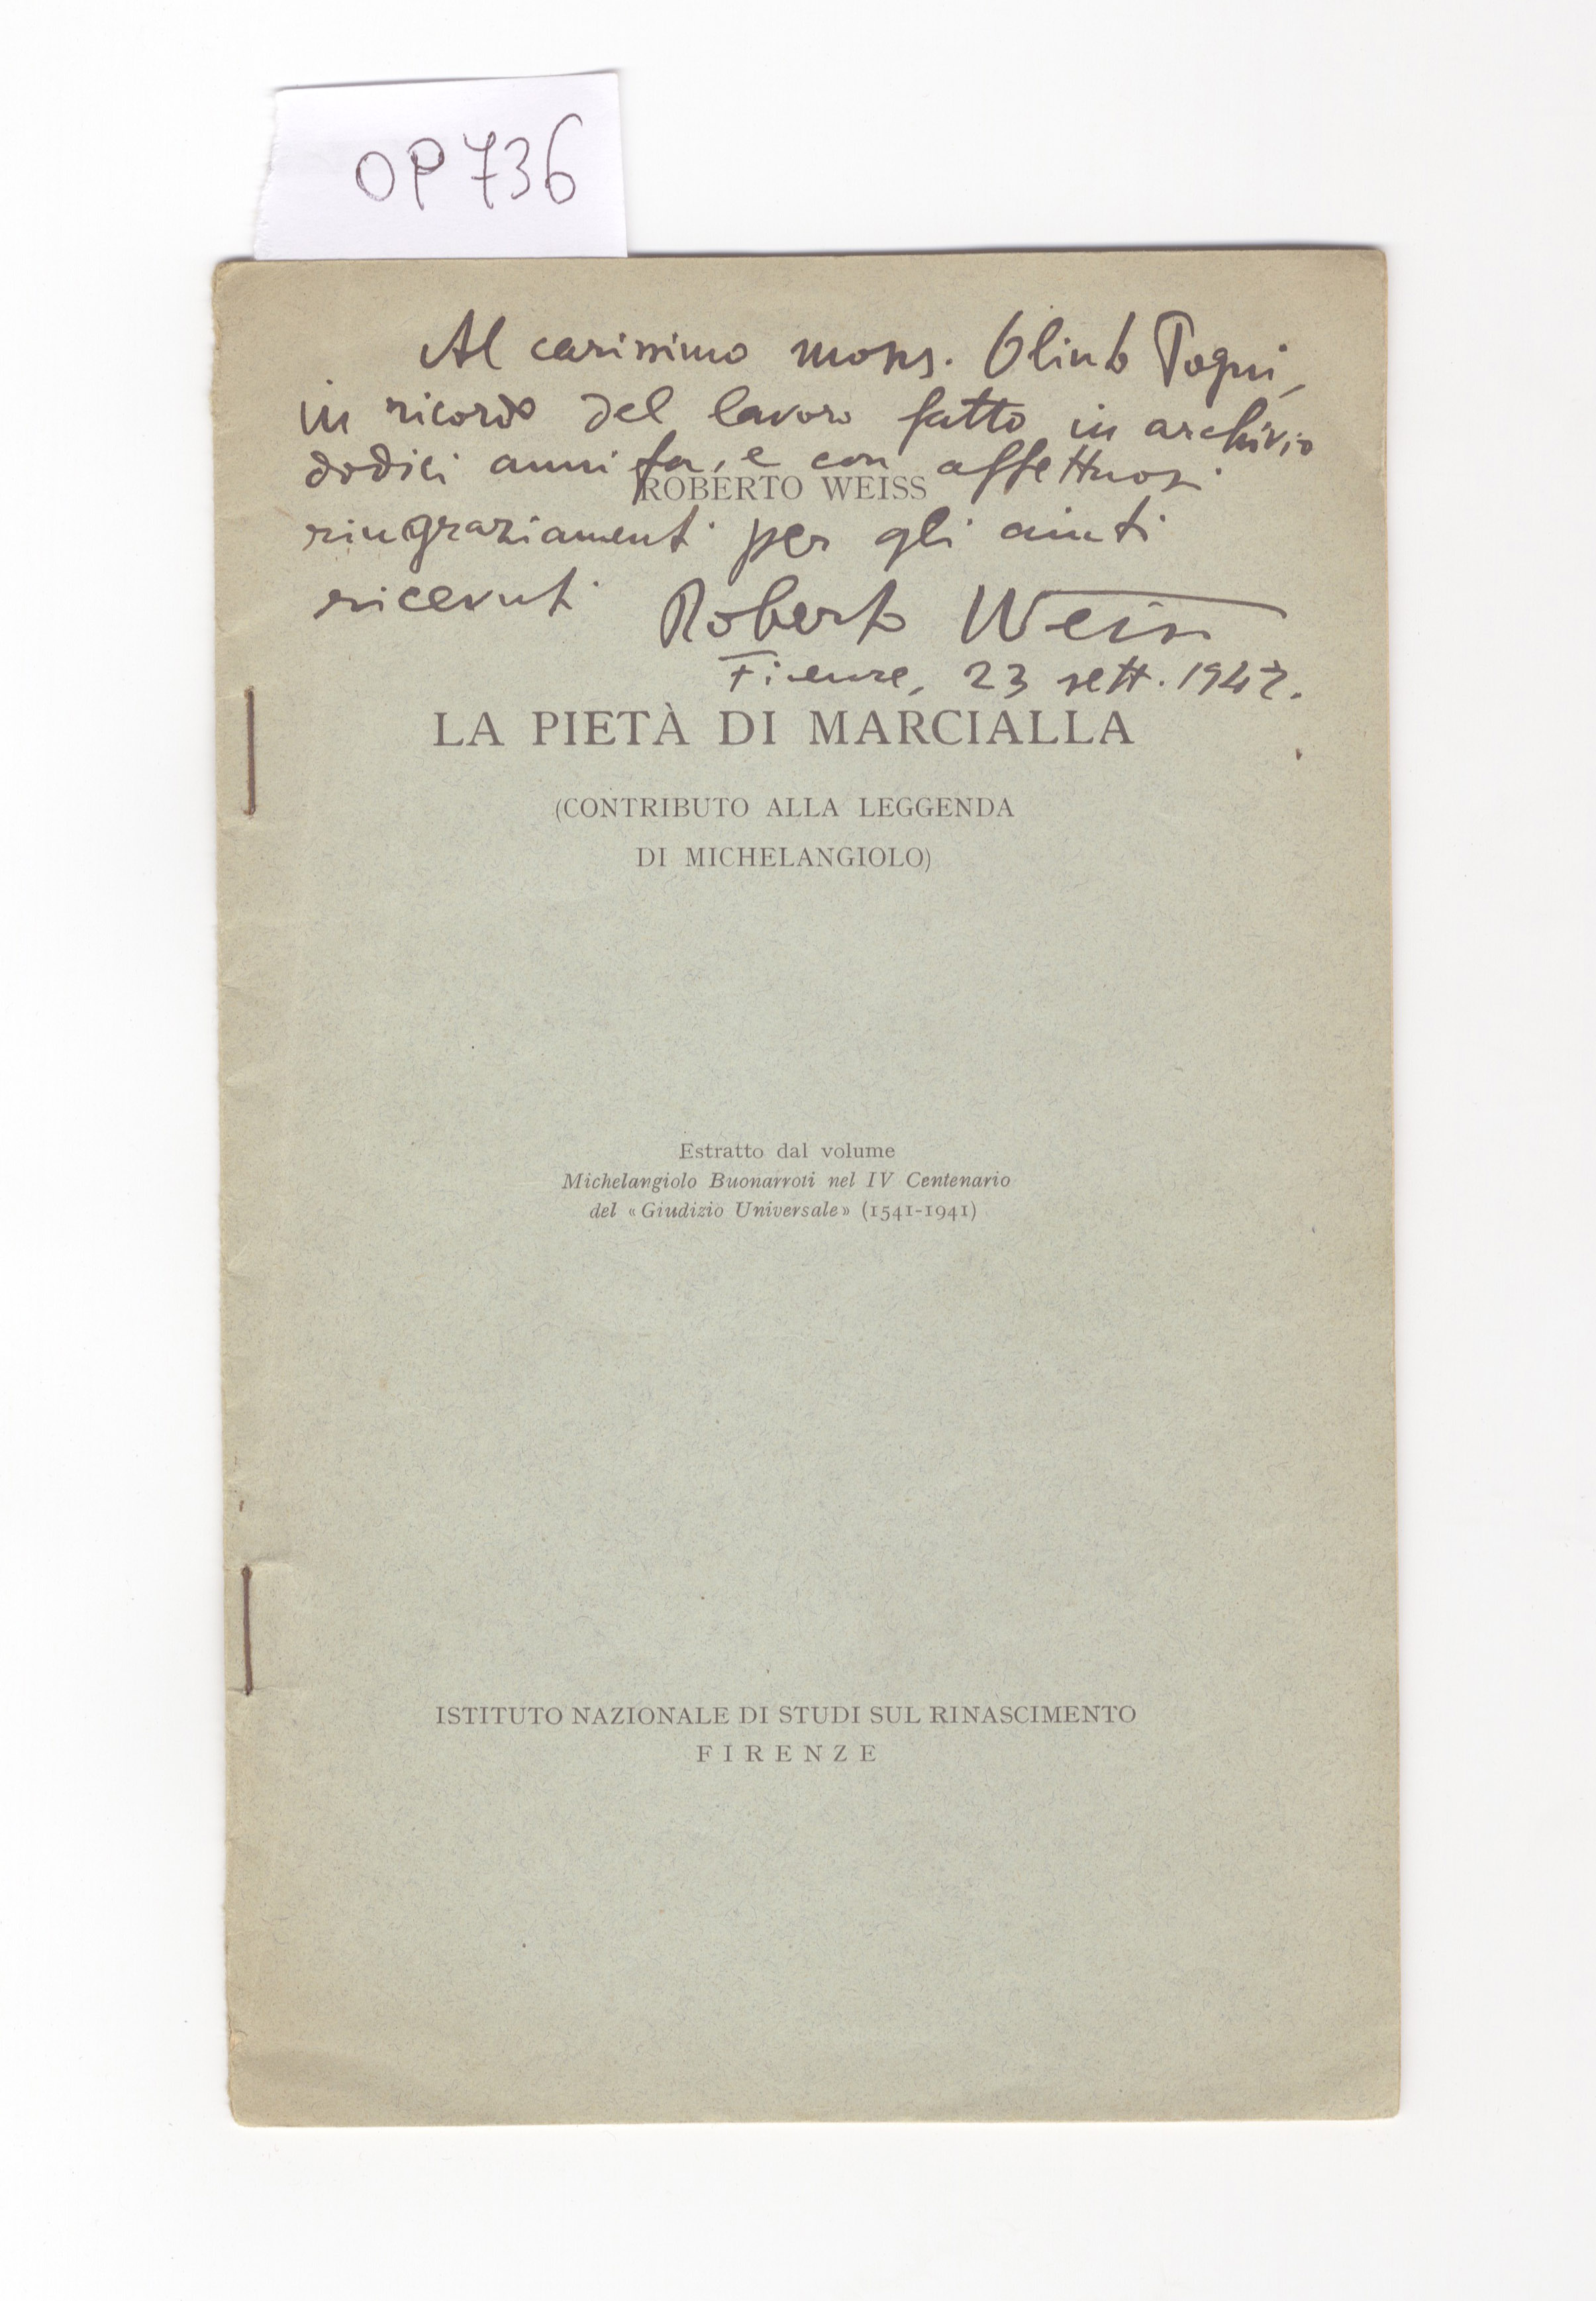 OP736
Al carissimo mons. Olinto Pogni,
in ricordo del lavoro fatto in archivio
dodici anni fa, e con affettuosi
ROBERTO WEISS
ringraziamenti per gli aiuti
ricevuti Roberto Weiss
Firenze, 23 sett. 1942.
LA PIETÀ DI MARCIALLA
(CONTRIBUTO ALLA LEGGENDA
DI MICHELANGIOLO)
Estratto dal volume
Michelangiolo Buonarroti nel IV Centenario
del « Giudizio Universale » (1541-1941)
ISTITUTO NAZIONALE DI STUDI SUL RINASCIMENTO
FIRENZE